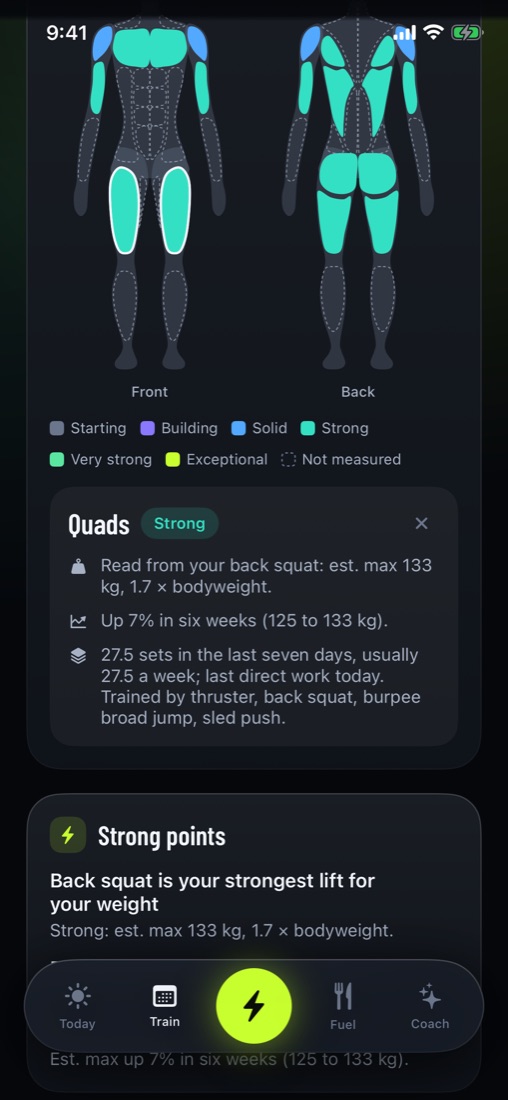 9:41
Front
Back
Starting
Building
Solid
Strong
Very strong
Exceptional
Not measured
Quads
Strong
Read from your back squat: est. max 133
kg, 1.7 × bodyweight.
Up 7% in six weeks (125 to 133 kg).
27.5 sets in the last seven days, usually
27.5 a week; last direct work today.
Trained by thruster, back squat, burpee
broad jump, sled push.
Strong points
Back squat is your strongest lift for
your weight
Strong: est. max 133 kg, 1.7 × bodyweight.
Today
Train
Fuel
Coach
Est. max up 7% in six weeks (125 to 133 kg).